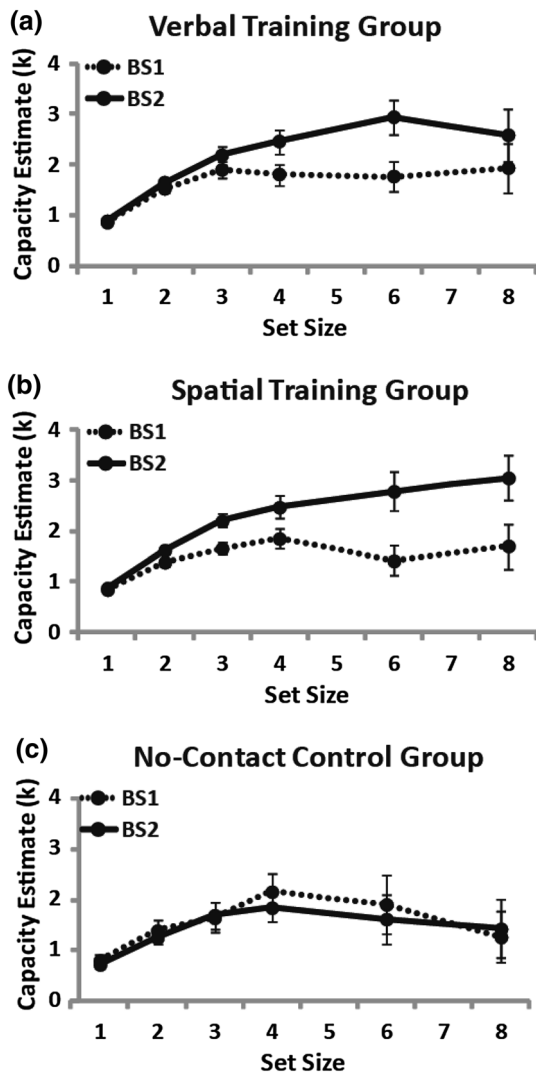 (a) Verbal Training Group
Capacity Estimate (k)
4
3
2
1
0
BS1
BS2
1 2 3 4 5 6 7 8
Set Size
(b) Spatial Training Group
Capacity Estimate (k)
4
3
2
1
0
BS1
BS2
1 2 3 4 5 6 7 8
Set Size
(c) No-Contact Control Group
Capacity Estimate (k)
4
3
2
1
0
BS1
BS2
1 2 3 4 5 6 7 8
Set Size